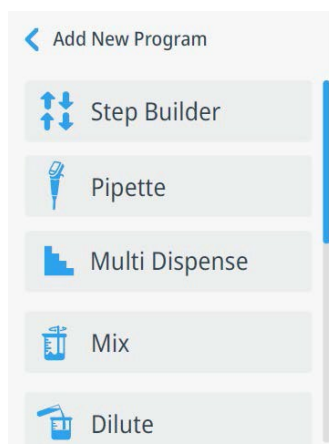 Add New Program
Step Builder
Pipette
Multi Dispense
Mix
Dilute